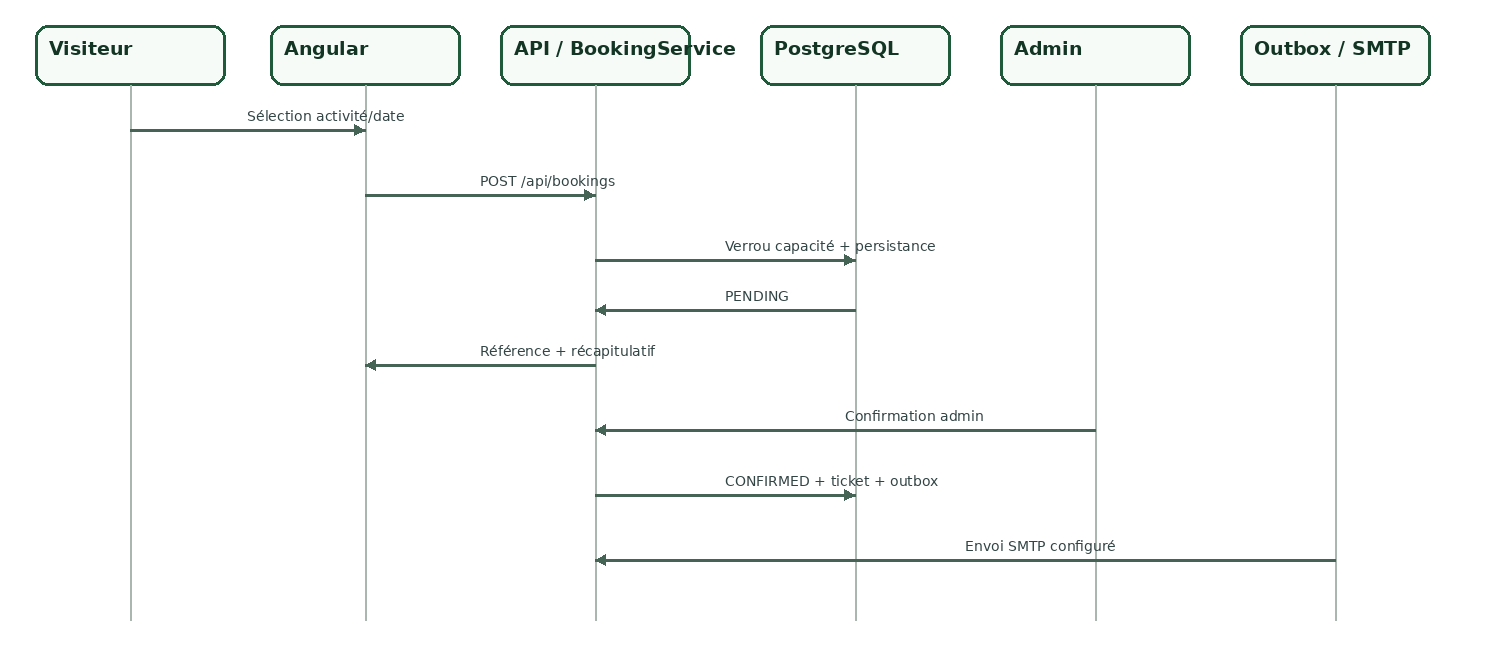 Visiteur
Angular
API / BookingService
PostgreSQL
Admin
Outbox / SMTP
Sélection activité/date
POST /api/bookings
Verrou capacité + persistance
PENDING
Référence + récapitulatif
Confirmation admin
CONFIRMED + ticket + outbox
Envoi SMTP configuré